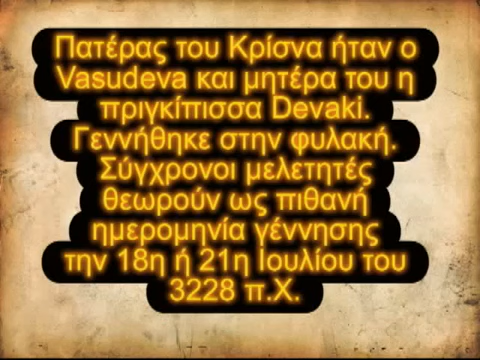 Πατέρας του Κρίσνα ήταν ο
Vasudeva και μητέρα του η
πριγκίπισσα Devaki.
Γεννήθηκε στην φυλακή.
Σύγχρονοι μελετητές
θεωρούν ως πιθανή
ημερομηνία γέννησης
την 18η ή 21η Ιουλίου του
3228 π.Χ.